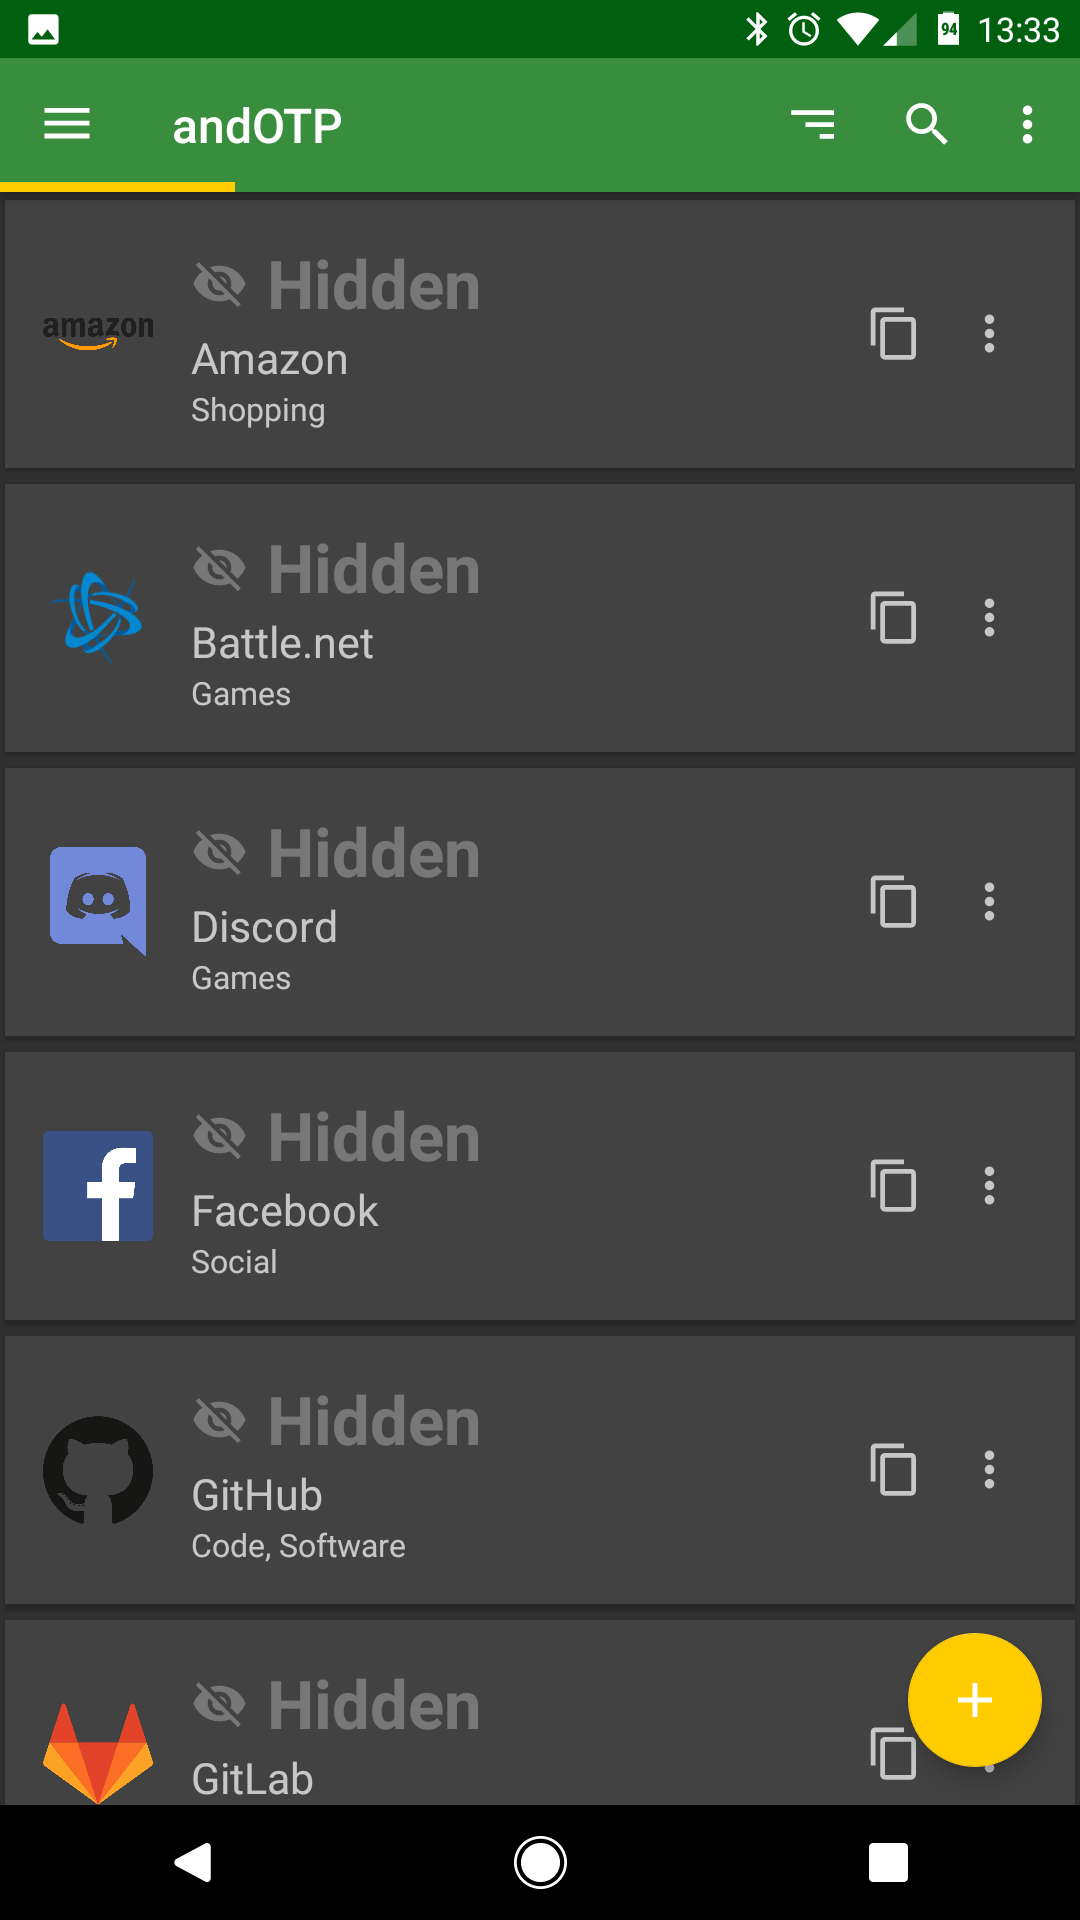 94 13:33
andOTP
Hidden
amazon
Amazon
Shopping
Hidden
Battle.net
Games
Hidden
Discord
Games
Hidden
Facebook
Social
Hidden
GitHub
Code, Software
Hidden
GitLab